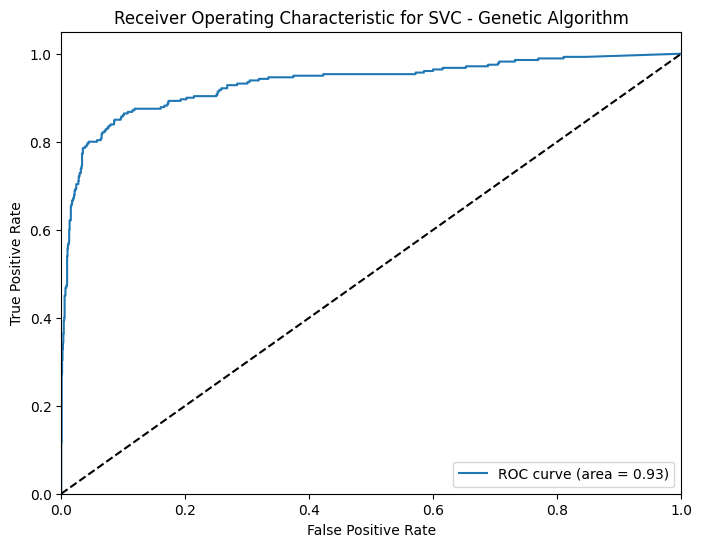 Receiver Operating Characteristic for SVC - Genetic Algorithm
True Positive Rate
1.0
0.8
0.6
0.4
0.2
0.0
0.0 0.2 0.4 0.6 0.8 1.0
False Positive Rate
ROC curve (area = 0.93)